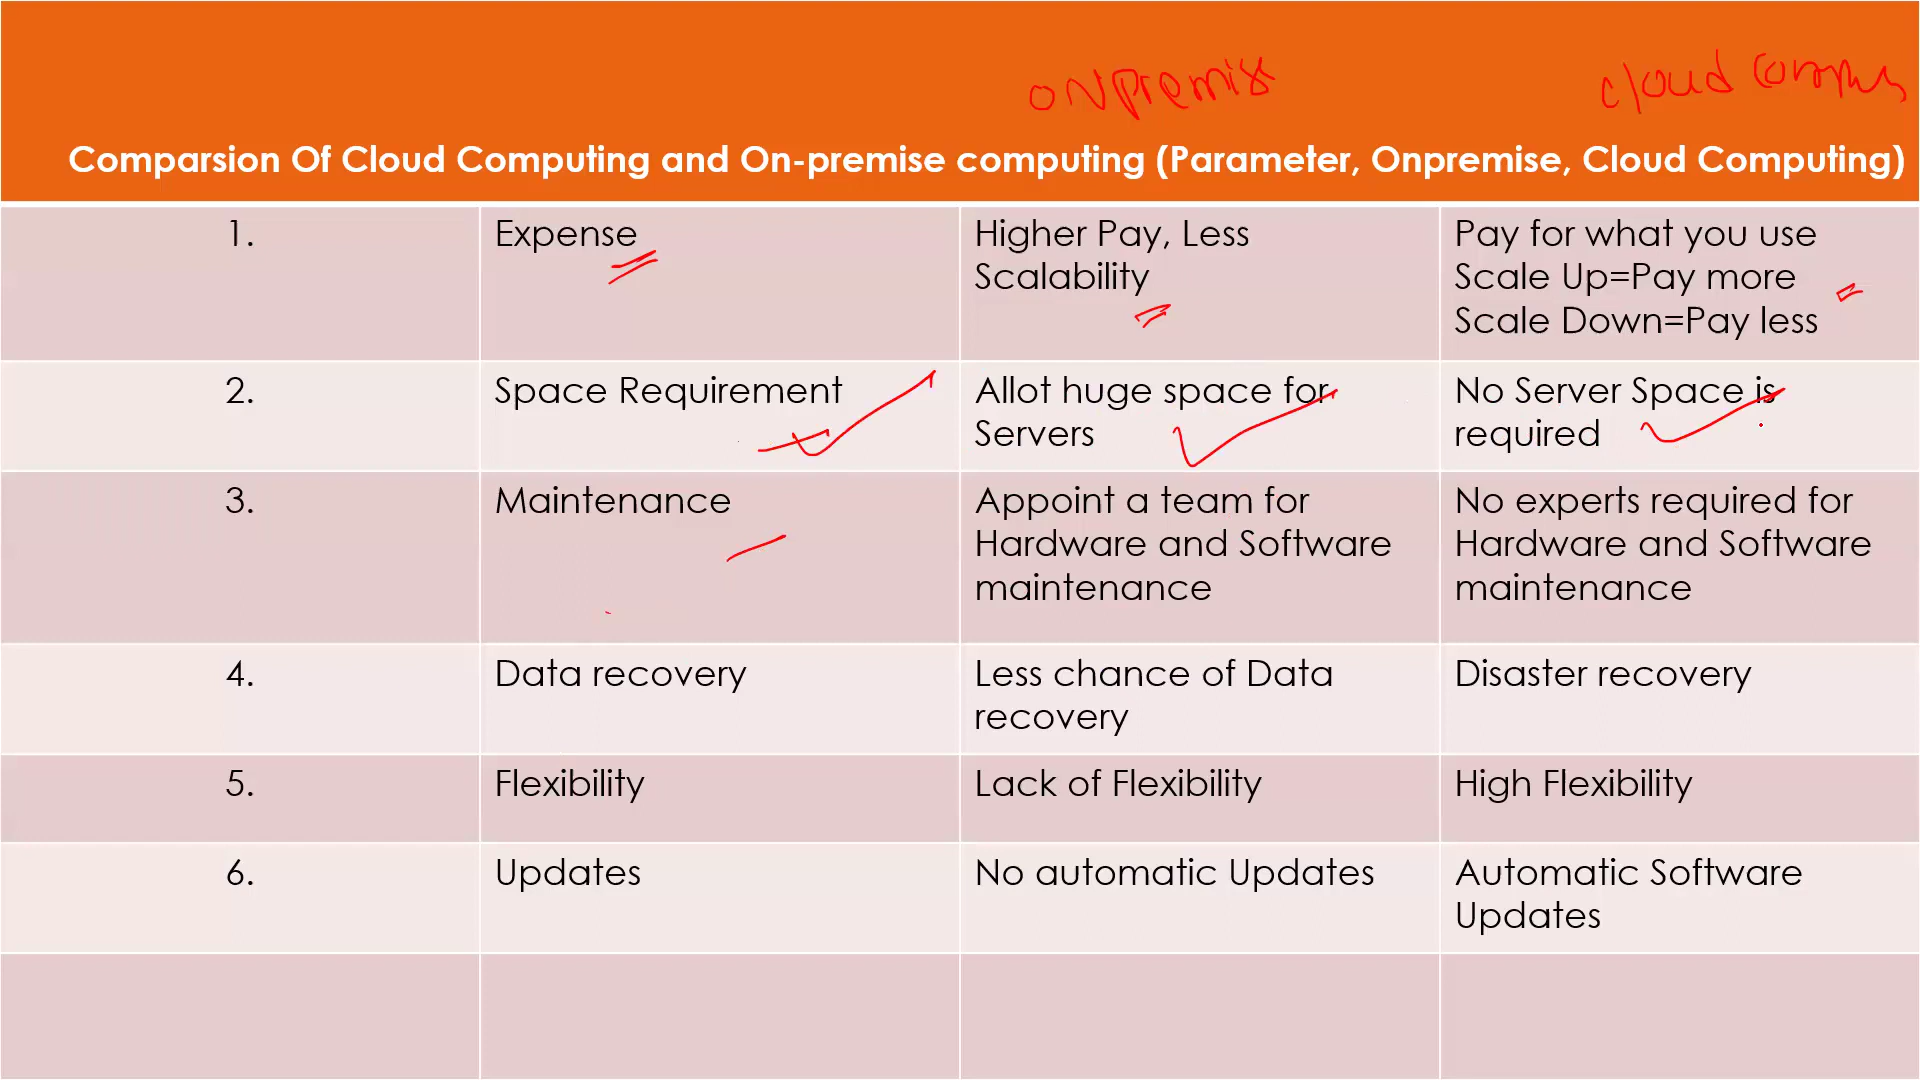 onpremise
cloud
Comparsion Of Cloud Computing and On-premise computing (Parameter, Onpremise, Cloud Computing)
1.
Expense
Higher Pay, Less
Scalability
Pay for what you use
Scale Up=Pay more
Scale Down=Pay less
2.
Space Requirement
Allot huge space for
Servers
No Server Space is
required
3.
Maintenance
Appoint a team for
Hardware and Software
maintenance
No experts required for
Hardware and Software
maintenance
4.
Data recovery
Less chance of Data
recovery
Disaster recovery
5.
Flexibility
Lack of Flexibility
High Flexibility
6.
Updates
No automatic Updates
Automatic Software
Updates